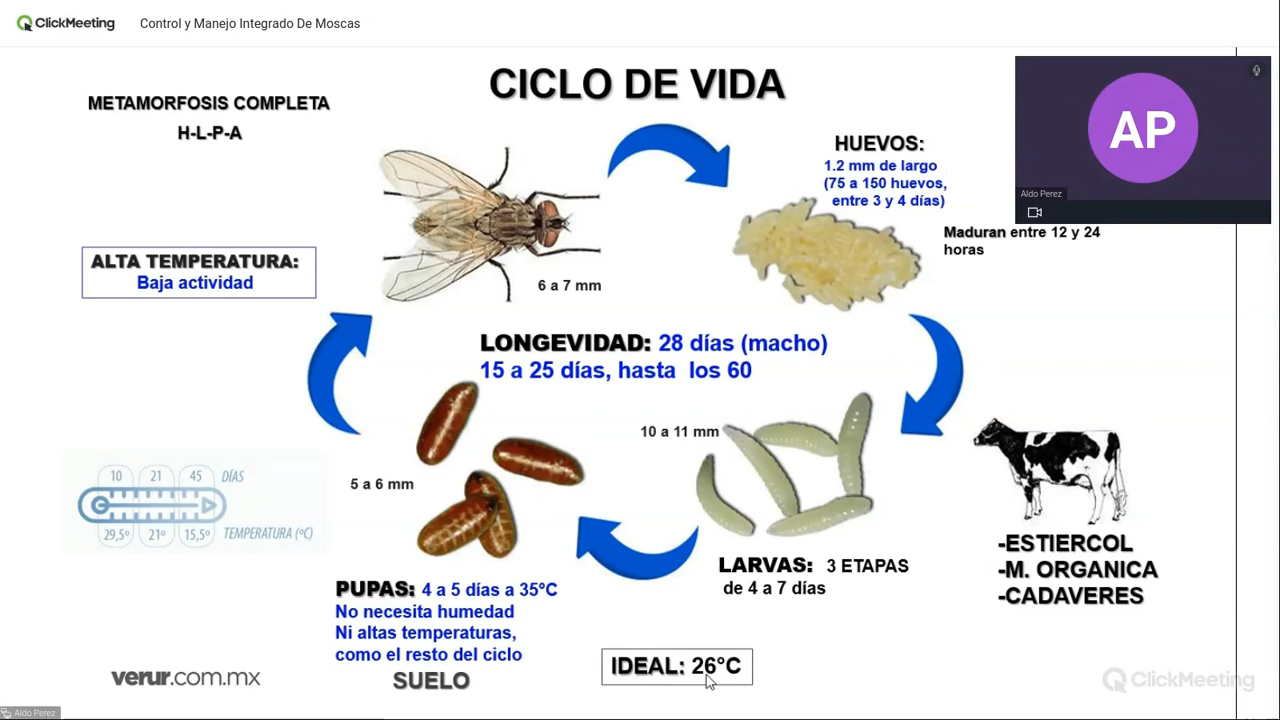 ClickMeeting
Control y Manejo Integrado De Moscas
CICLO DE VIDA
METAMORFOSIS COMPLETA
H-L-P-A
AP
Aldo Perez
HUEVOS:
1.2 mm de largo
(75 a 150 huevos,
entre 3 y 4 días)
Maduran entre 12 y 24
horas
ALTA TEMPERATURA:
Baja actividad
6 a 7 mm
LONGEVIDAD: 28 días (macho)
15 a 25 días, hasta los 60
10 a 11 mm
5 a 6 mm
10 21 45 DÍAS
29,5º 21º 15,5º TEMPERATURA (ºC)
-ESTIERCOL
-M. ORGANICA
-CADAVERES
LARVAS: 3 ETAPAS
de 4 a 7 días
PUPAS: 4 a 5 días a 35ºC
No necesita humedad
Ni altas temperaturas,
como el resto del ciclo
SUELO
IDEAL: 26°C
verur.com.mx
ClickMeeting
Aldo Perez